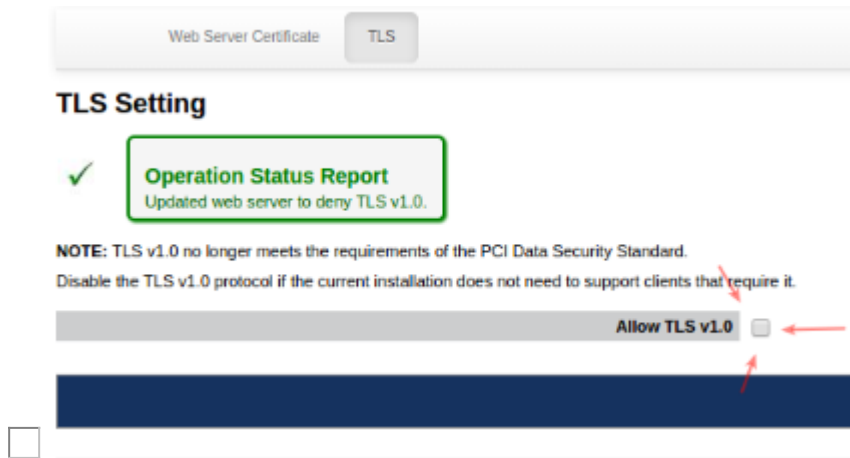 Web Server Certificate TLS
TLS Setting
Operation Status Report
Updated web server to deny TLS v1.0.
NOTE: TLS v1.0 no longer meets the requirements of the PCI Data Security Standard.
Disable the TLS v1.0 protocol if the current installation does not need to support clients that require it.
Allow TLS v1.0